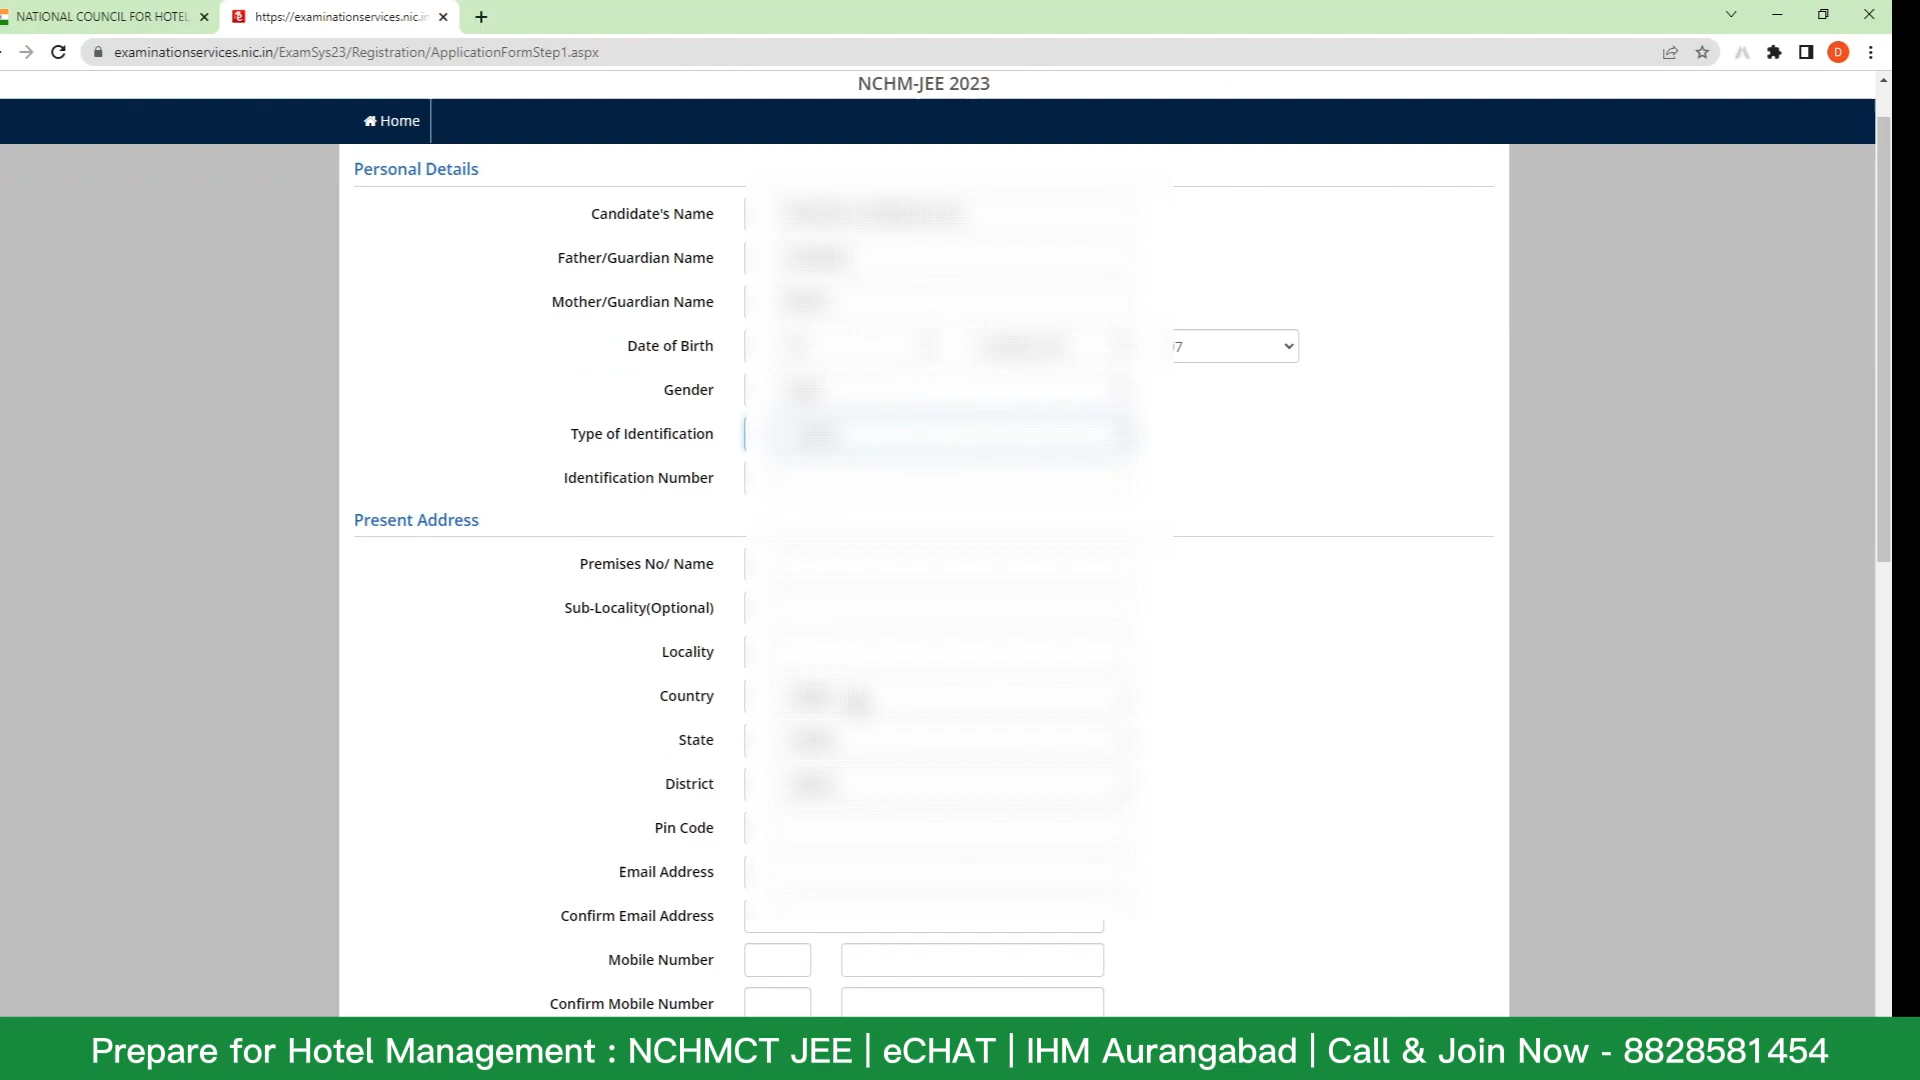 NATIONAL COUNCIL FOR HOTEL
https://examinationservices.nic.in
examinationservices.nic.in/ExamSys23/Registration/ApplicationFormStep1.aspx
D
NCHM-JEE 2023
Home
Personal Details
Candidate's Name
Father/Guardian Name
Mother/Guardian Name
Date of Birth
7
Gender
Type of Identification
Identification Number
Present Address
Premises No/ Name
Sub-Locality(Optional)
Locality
Country
State
District
Pin Code
Email Address
Confirm Email Address
Mobile Number
Confirm Mobile Number
Prepare for Hotel Management : NCHMCT JEE | eCHAT | IHM Aurangabad | Call & Join Now - 8828581454